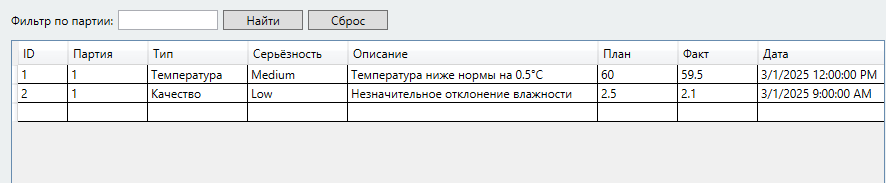 Фильтр по партии: Найти Сброс
ID Партия Тип Серьёзность Описание План Факт Дата
1 1 Температура Medium Температура ниже нормы на 0.5°C 60 59.5 3/1/2025 12:00:00 PM
2 1 Качество Low Незначительное отклонение влажности 2.5 2.1 3/1/2025 9:00:00 AM